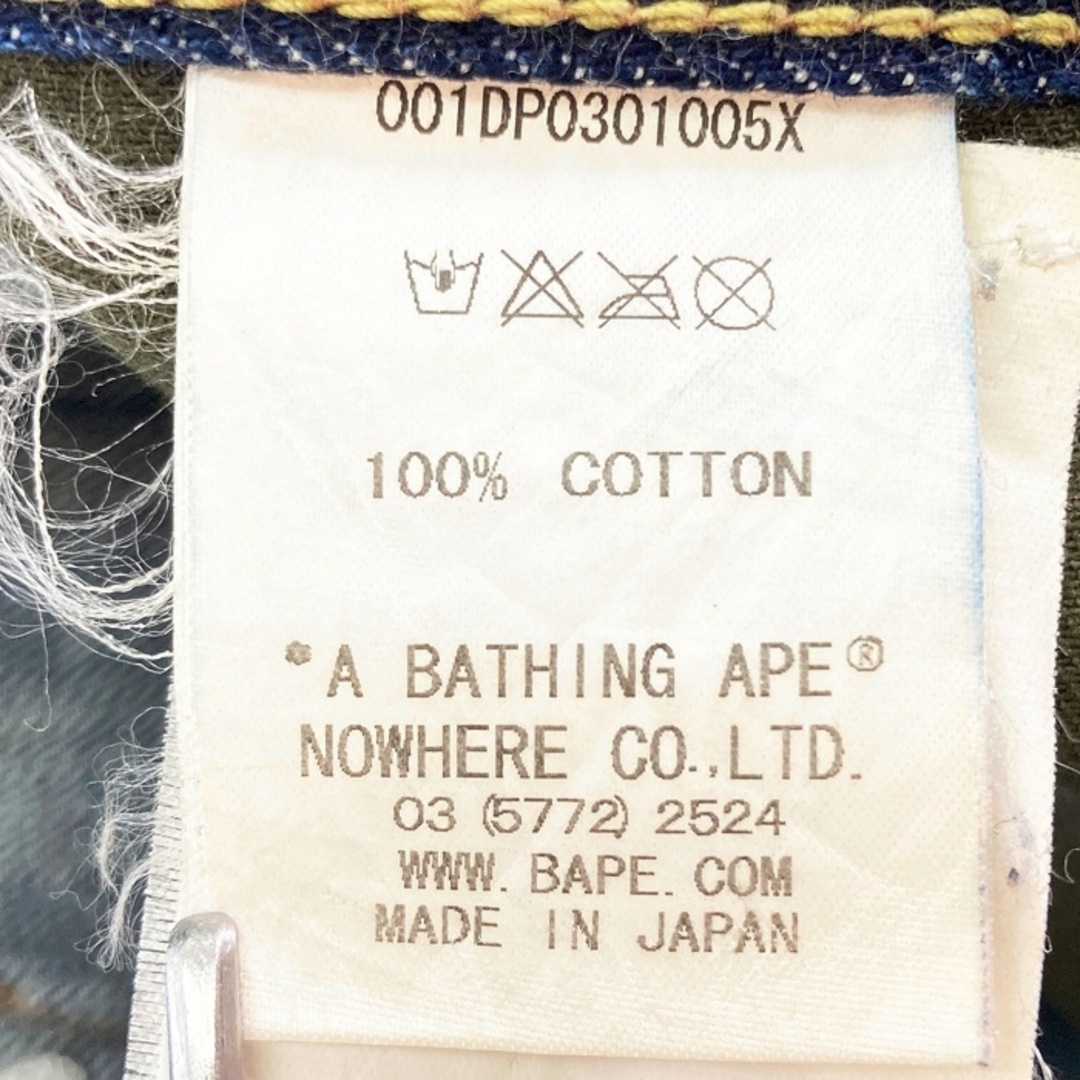 001DP0301005X
100% COTTON
*A BATHING APE®
NOWHERE CO.,LTD.
03 (5772) 2524
WWW. BAPE. COM
MADE IN JAPAN